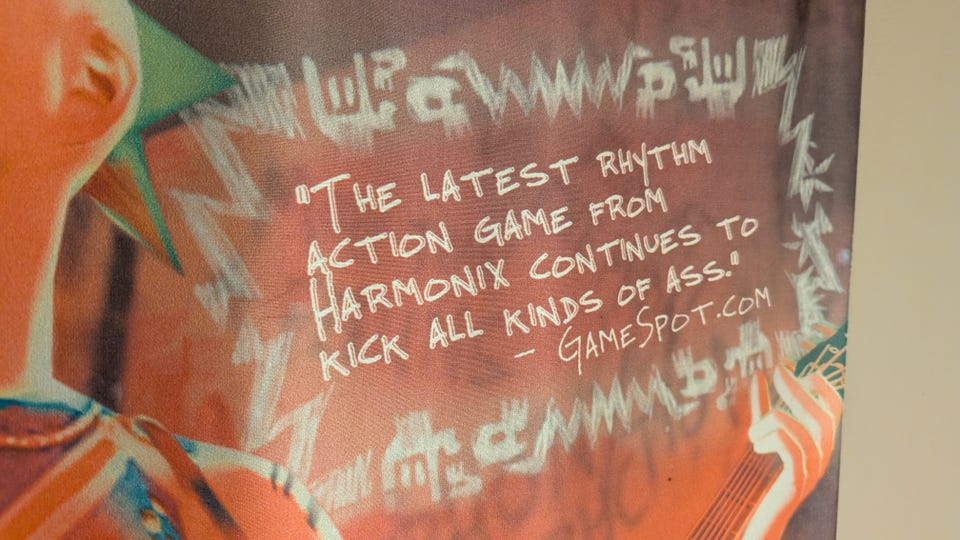 "THE LATEST RHYTHM
ACTION GAME FROM
HARMONIX CONTINUES TO
KICK ALL KINDS OF ASS."
- GAMESPOT.COM